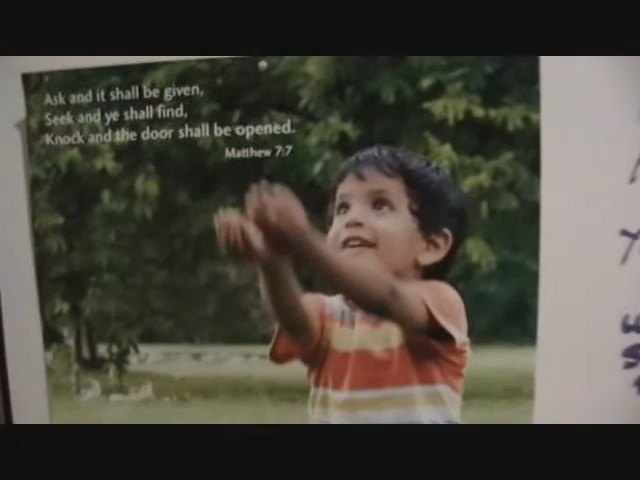 Ask and it shall be given,
Seek and ye shall find,
Knock and the door shall be opened.
Matthew 7:7